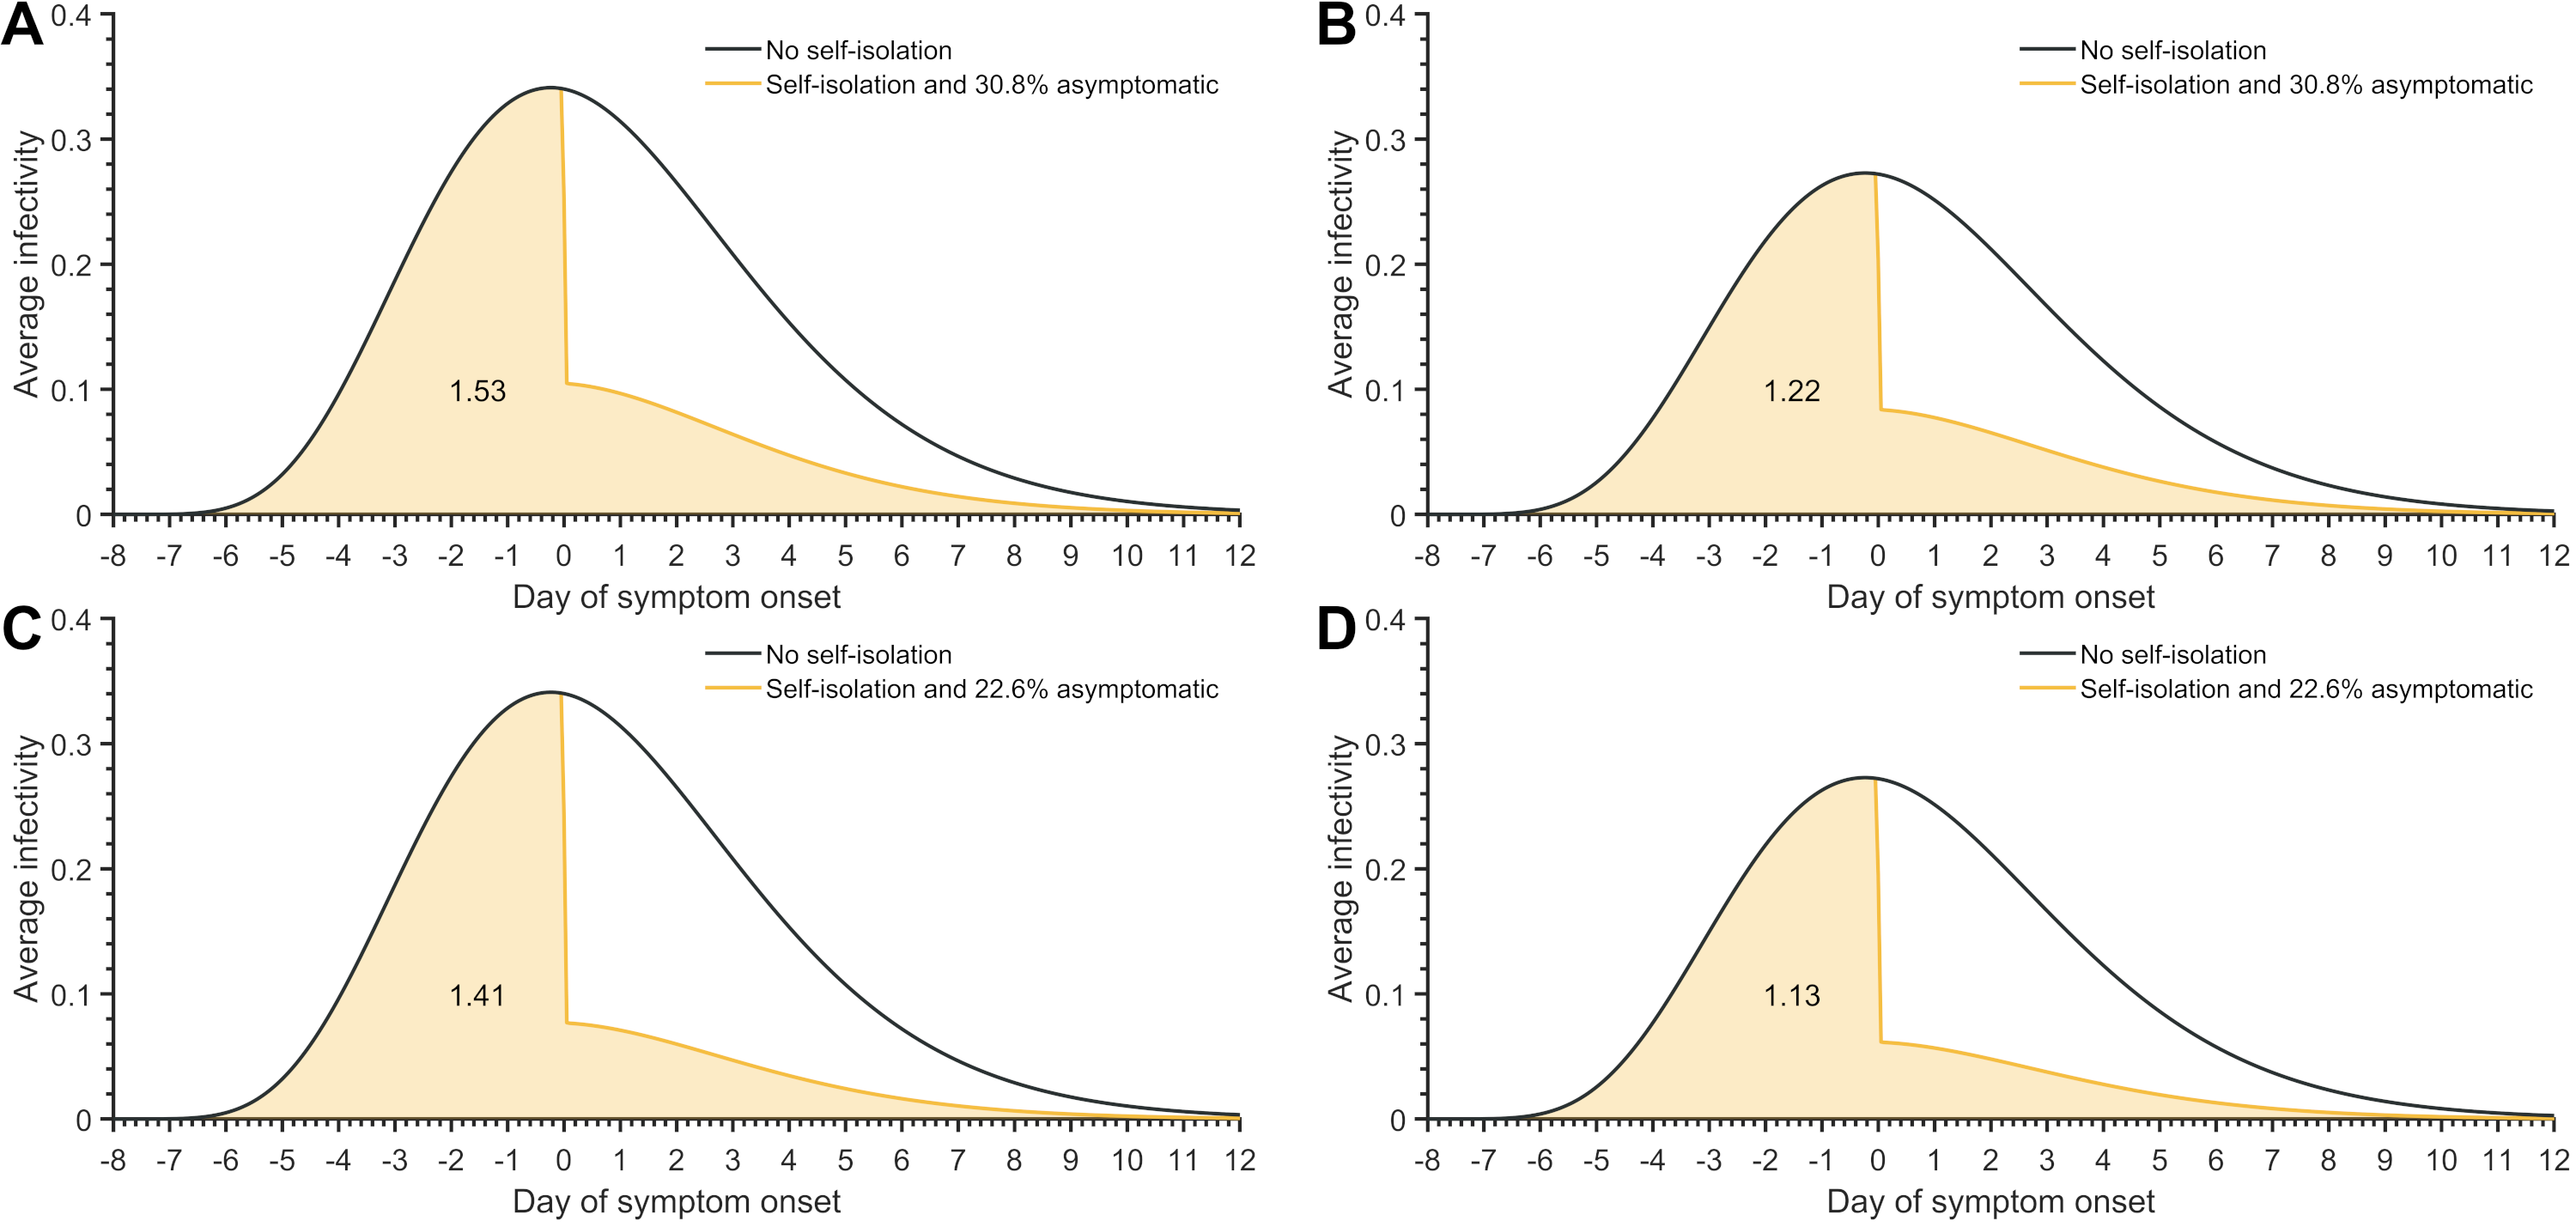 A
0.4
0.3
0.2
0.1
0
Average infectivity
No self-isolation
Self-isolation and 30.8% asymptomatic
1.53
-8 -7 -6 -5 -4 -3 -2 -1 0 1 2 3 4 5 6 7 8 9 10 11 12
Day of symptom onset
B
0.4
0.3
0.2
0.1
0
Average infectivity
No self-isolation
Self-isolation and 30.8% asymptomatic
1.22
-8 -7 -6 -5 -4 -3 -2 -1 0 1 2 3 4 5 6 7 8 9 10 11 12
Day of symptom onset
C
0.4
0.3
0.2
0.1
0
Average infectivity
No self-isolation
Self-isolation and 22.6% asymptomatic
1.41
-8 -7 -6 -5 -4 -3 -2 -1 0 1 2 3 4 5 6 7 8 9 10 11 12
Day of symptom onset
D
0.4
0.3
0.2
0.1
0
Average infectivity
No self-isolation
Self-isolation and 22.6% asymptomatic
1.13
-8 -7 -6 -5 -4 -3 -2 -1 0 1 2 3 4 5 6 7 8 9 10 11 12
Day of symptom onset